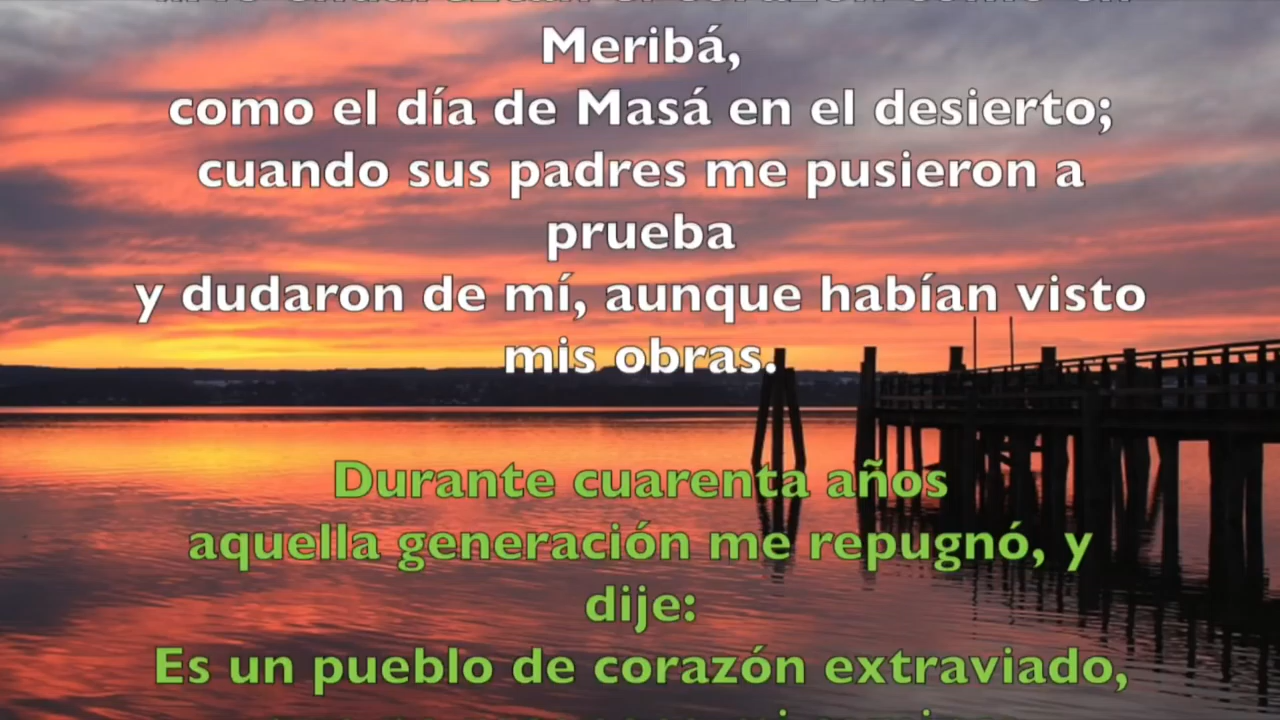 Meribá,
como el día de Masá en el desierto;
cuando sus padres me pusieron a
prueba
y dudaron de mí, aunque habían visto
mis obras.
Durante cuarenta años
aquella generación me repugnó, y
dije:
Es un pueblo de corazón extraviado,